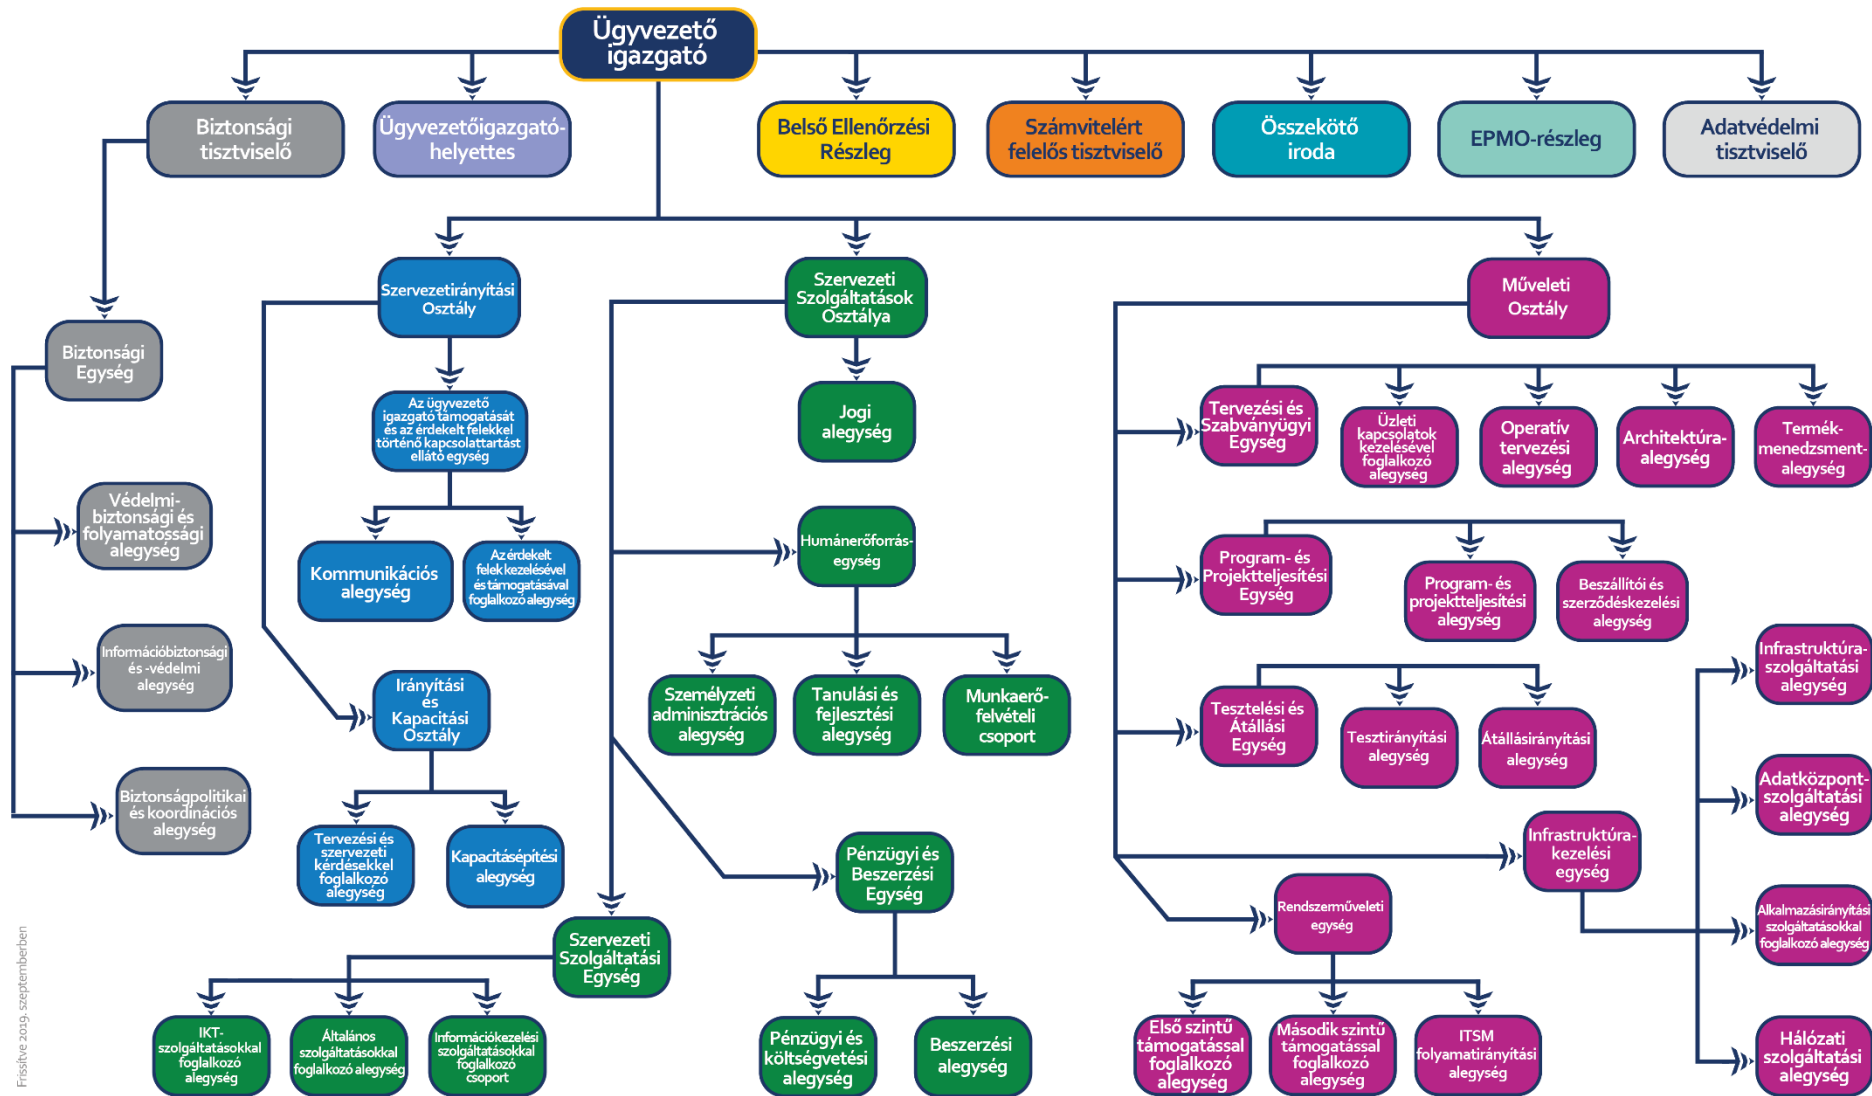 Ügyvezető
igazgató
Biztonsági
tisztviselő
Ügyvezetőigazgató-
helyettes
Belső Ellenőrzési
Részleg
Számvitelért
felelős tisztviselő
Összekötő
iroda
EPMO-részleg
Adatvédelmi
tisztviselő
Szervezetirányítási
Osztály
Szervezeti
Szolgáltatások
Osztálya
Műveleti
Osztály
Biztonsági
Egység
Az ügyvezető
igazgató támogatását
és az érdekelt felekkel
történő kapcsolattartást
ellátó egység
Jogi
alegység
Tervezési és
Szabványügyi
Egység
Üzleti
kapcsolatok
kezelésével
foglalkozó
alegység
Operatív
tervezési
alegység
Architektúra-
alegység
Termék-
menedzsment-
alegység
Védelmi-
biztonsági és
folyamatossági
alegység
Kommunikációs
alegység
Az érdekelt
felek kezelésével
és támogatásával
foglalkozó alegység
Humánerőforrás-
egység
Program- és
Projektteljesítési
Egység
Program- és
projektteljesítési
alegység
Beszállítói és
szerződéskezelési
alegység
Információbiztonsági
és -védelmi
alegység
Irányítási
és
Kapacitási
Osztály
Személyzeti
adminisztrációs
alegység
Tanulási és
fejlesztési
alegység
Munkaerő-
felvételi
csoport
Tesztelési és
Átállási
Egység
Tesztirányítási
alegység
Átállásirányítási
alegység
Infrastruktúra-
szolgáltatási
alegység
Biztonságpolitikai
és koordinációs
alegység
Tervezési és
szervezeti
kérdésekkel
foglalkozó
alegység
Kapacitásépítési
alegység
Pénzügyi és
Beszerzési
Egység
Infrastruktúra-
kezelési
egység
Adatközpont-
szolgáltatási
alegység
Szervezeti
Szolgáltatási
Egység
Rendszerműveleti
egység
Alkalmazásirányítási
szolgáltatásokkal
foglalkozó alegység
IKT-
szolgáltatásokkal
foglalkozó
alegység
Általános
szolgáltatásokkal
foglalkozó alegység
Információkezelési
szolgáltatásokkal
foglalkozó
csoport
Pénzügyi és
költségvetési
alegység
Beszerzési
alegység
Első szintű
támogatással
foglalkozó
alegység
Második szintű
támogatással
foglalkozó
alegység
ITSM
folyamatirányítási
alegység
Hálózati
szolgáltatási
alegység
Frissítve 2019. szeptemberben